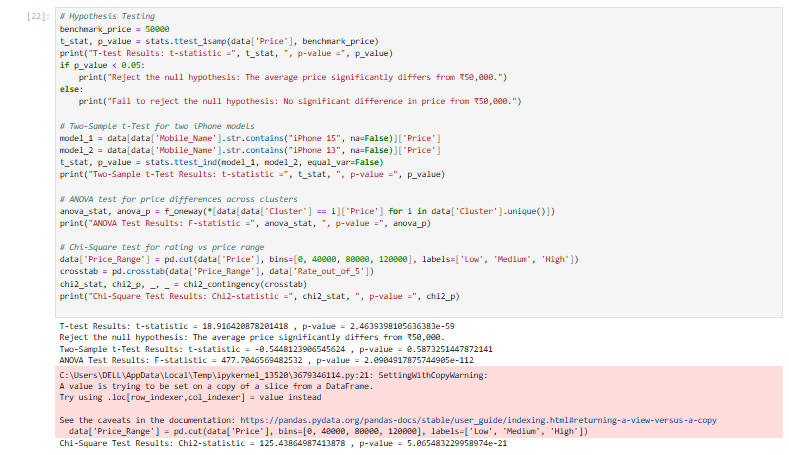 [22]: # Hypothesis Testing
benchmark_price = 50000
t_stat, p_value = stats.ttest_1samp(data['Price'], benchmark_price)
print("T-test Results: t-statistic =", t_stat, ", p-value =", p_value)
if p_value < 0.05:
    print("Reject the null hypothesis: The average price significantly differs from ₹50,000.")
else:
    print("Fail to reject the null hypothesis: No significant difference in price from ₹50,000.")

# Two-Sample t-Test for two iPhone models
model_1 = data[data['Mobile_Name'].str.contains("iPhone 15", na=False)]['Price']
model_2 = data[data['Mobile_Name'].str.contains("iPhone 13", na=False)]['Price']
t_stat, p_value = stats.ttest_ind(model_1, model_2, equal_var=False)
print("Two-Sample t-Test Results: t-statistic =", t_stat, ", p-value =", p_value)

# ANOVA test for price differences across clusters
anova_stat, anova_p = f_oneway(*[data[data['Cluster'] == i]['Price'] for i in data['Cluster'].unique()])
print("ANOVA Test Results: F-statistic =", anova_stat, ", p-value =", anova_p)

# Chi-Square test for rating vs price range
data['Price_Range'] = pd.cut(data['Price'], bins=[0, 40000, 80000, 120000], labels=['Low', 'Medium', 'High'])
crosstab = pd.crosstab(data['Price_Range'], data['Rate_out_of_5'])
chi2_stat, chi2_p, _, _ = chi2_contingency(crosstab)
print("Chi-Square Test Results: Chi2-statistic =", chi2_stat, ", p-value =", chi2_p)

T-test Results: t-statistic = 18.916420878201418 , p-value = 2.4639398105636383e-59
Reject the null hypothesis: The average price significantly differs from ₹50,000.
Two-Sample t-Test Results: t-statistic = -0.5448123906545624 , p-value = 0.5873251447872141
ANOVA Test Results: F-statistic = 477.7046569482532 , p-value = 2.0904917875744905e-112
C:\Users\DELL\AppData\Local\Temp\ipykernel_13520\3679346114.py:21: SettingWithCopyWarning:
A value is trying to be set on a copy of a slice from a DataFrame.
Try using .loc[row_indexer,col_indexer] = value instead

See the caveats in the documentation: https://pandas.pydata.org/pandas-docs/stable/user_guide/indexing.html#returning-a-view-versus-a-copy
  data['Price_Range'] = pd.cut(data['Price'], bins=[0, 40000, 80000, 120000], labels=['Low', 'Medium', 'High'])
Chi-Square Test Results: Chi2-statistic = 125.43864987413878 , p-value = 5.065483229958974e-21